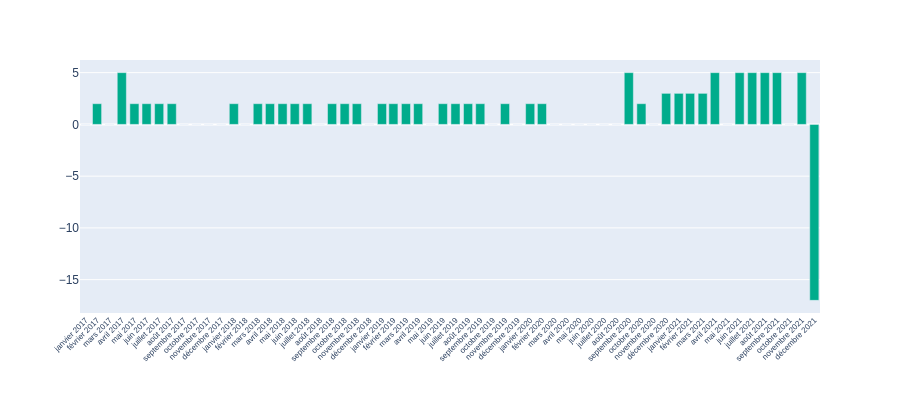 5
0
−5
−10
−15
janvier 2017
février 2017
mars 2017
avril 2017
mai 2017
juin 2017
juillet 2017
août 2017
septembre 2017
octobre 2017
novembre 2017
décembre 2017
janvier 2018
février 2018
mars 2018
avril 2018
mai 2018
juin 2018
juillet 2018
août 2018
septembre 2018
octobre 2018
novembre 2018
décembre 2018
janvier 2019
février 2019
mars 2019
avril 2019
mai 2019
juin 2019
juillet 2019
août 2019
septembre 2019
octobre 2019
novembre 2019
décembre 2019
janvier 2020
février 2020
mars 2020
avril 2020
mai 2020
juin 2020
juillet 2020
août 2020
septembre 2020
octobre 2020
novembre 2020
décembre 2020
janvier 2021
février 2021
mars 2021
avril 2021
mai 2021
juin 2021
juillet 2021
août 2021
septembre 2021
octobre 2021
novembre 2021
décembre 2021